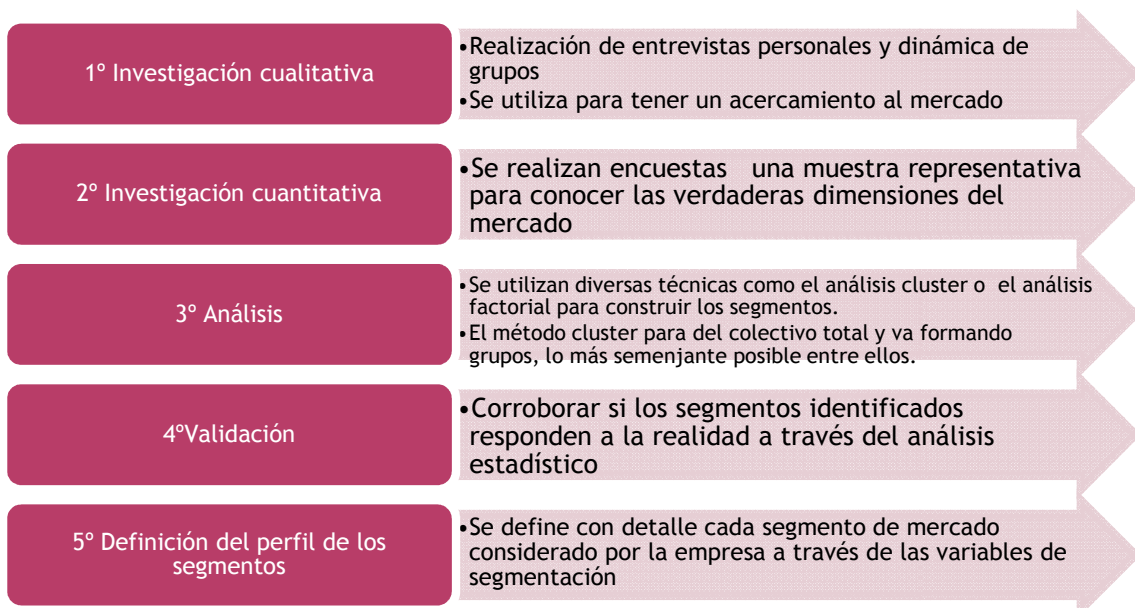 1º Investigación cualitativa
•Realización de entrevistas personales y dinámica de
grupos
•Se utiliza para tener un acercamiento al mercado
2º Investigación cuantitativa
•Se realizan encuestas una muestra representativa
para conocer las verdaderas dimensiones del
mercado
3º Análisis
•Se utilizan diversas técnicas como el análisis cluster o el análisis
factorial para construir los segmentos.
•El método cluster para del colectivo total y va formando
grupos, lo más semenjante posible entre ellos.
4ºValidación
•Corroborar si los segmentos identificados
responden a la realidad a través del análisis
estadístico
5º Definición del perfil de los
segmentos
•Se define con detalle cada segmento de mercado
considerado por la empresa a través de las variables de
segmentación